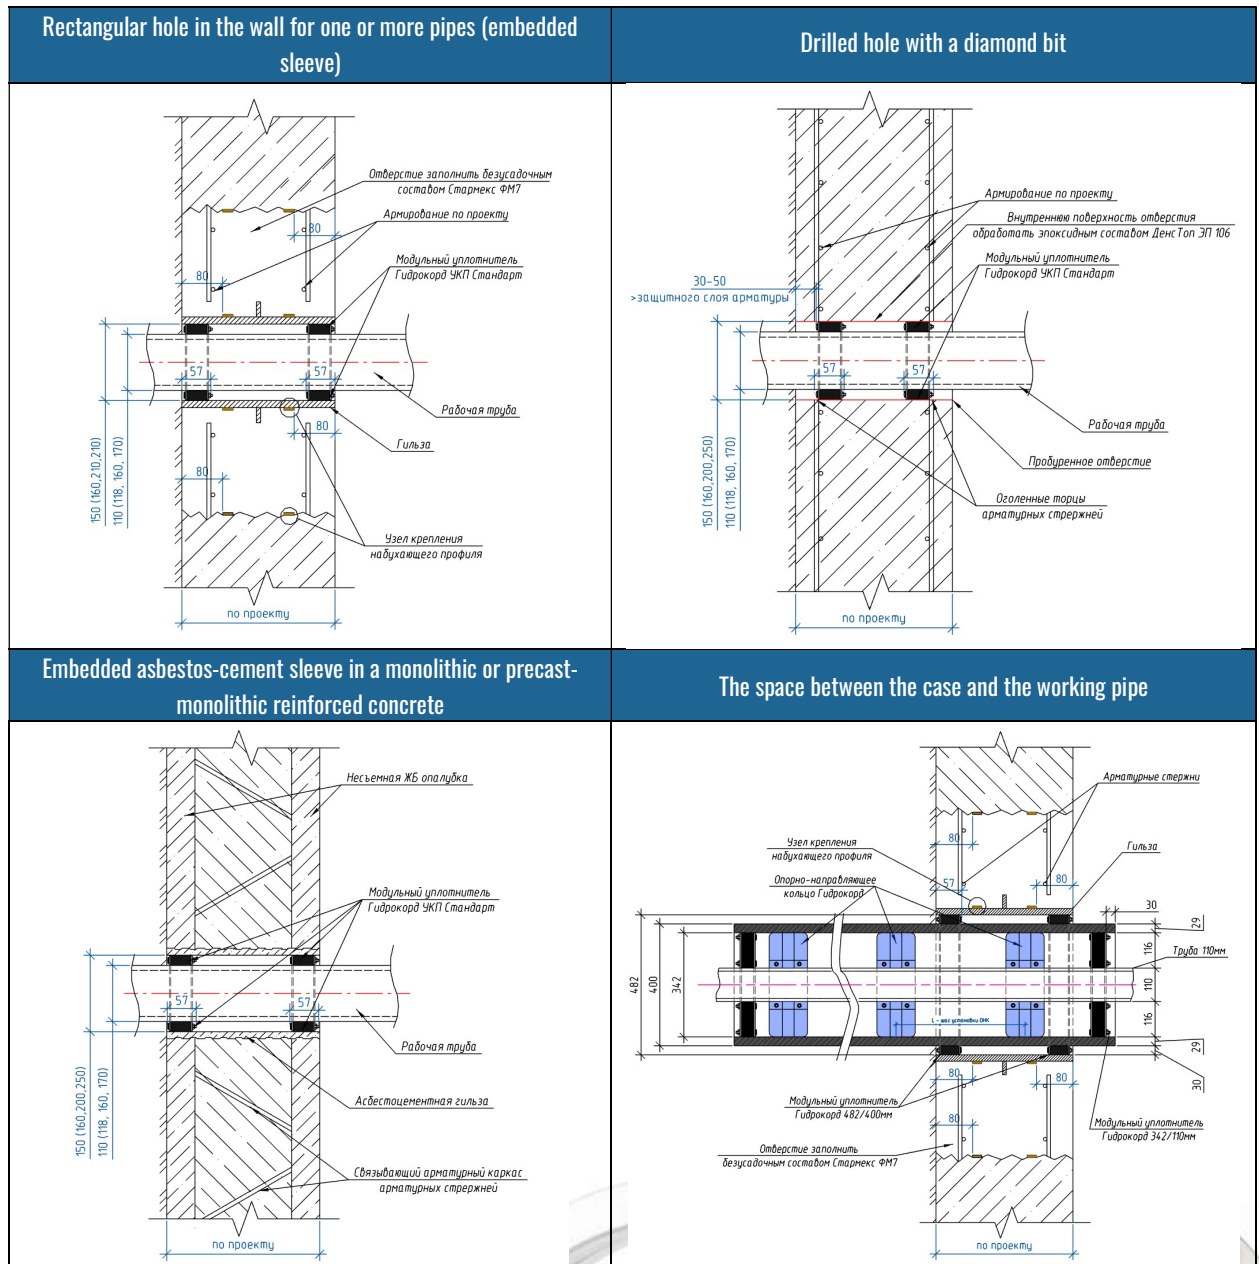 Rectangular hole in the wall for one or more pipes (embedded
sleeve)
Drilled hole with a diamond bit
Отверстие заполнить безусадочным
составом Стармекс ФМ7
Армирование по проекту
80
80
Модульный уплотнитель
Гидрокорд УКП Стандарт
57
57
Рабочая труба
80
Гильза
80
150 (160,210,210)
110 (118, 160, 170)
Узел крепления
набухающего профиля
по проекту
Армирование по проекту
Внутреннюю поверхность отверстия
обработать эпоксидным составом ДенсТоп ЭП 106
Модульный уплотнитель
Гидрокорд УКП Стандарт
30-50
>защитного слоя арматуры
57
57
Рабочая труба
Пробуренное отверстие
150 (160,200,250)
110 (118, 160, 170)
Оголенные торцы
арматурных стрержней
по проекту
Embedded asbestos-cement sleeve in a monolithic or precast-
monolithic reinforced concrete
The space between the case and the working pipe
Несъемная ЖБ опалубка
Модульный уплотнитель
Гидрокорд УКП Стандарт
57
57
Рабочая труба
150 (160,200,250)
110 (118, 160, 170)
Асбестоцементная гильза
Связывающий арматурный каркас
арматурных стрержней
по проекту
Арматурные стержни
80
Узел крепления
набухающего профиля
Гильза
Опорно-направляющее
кольцо Гидрокорд
57
80
30
29
116
Труба 110мм
482
400
342
110
116
L - шаг установки ОНК
29
80
80
30
Модульный уплотнитель
Гидрокорд 482/400мм
80
Модульный уплотнитель
Гидрокорд 342/110мм
Отверстие заполнить
безусадочным составом Стармекс ФМ7
по проекту